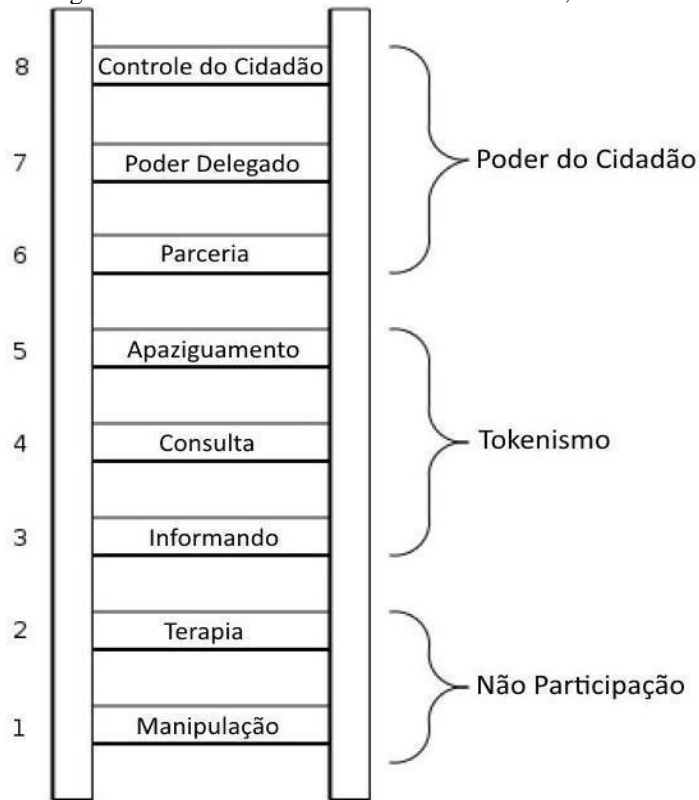 8 Controle do Cidadão
7 Poder Delegado
Poder do Cidadão
6 Parceria
5 Apaziguamento
4 Consulta
Tokenismo
3 Informando
2 Terapia
Não Participação
1 Manipulação